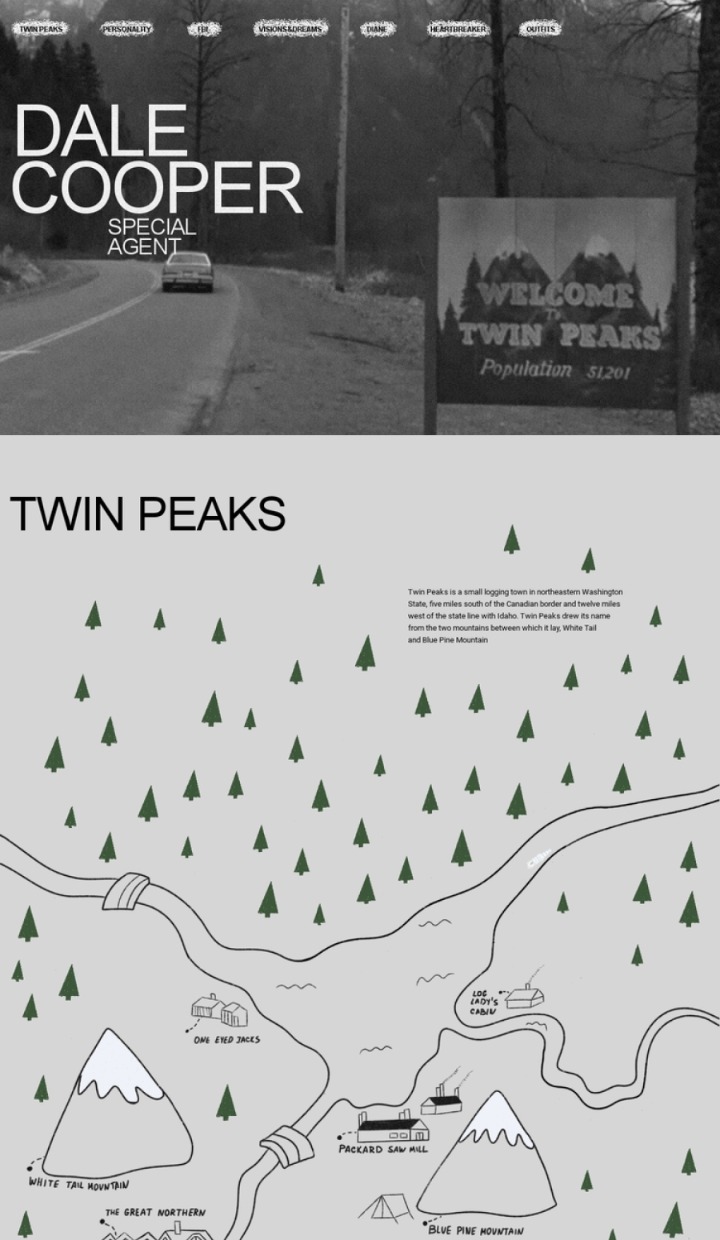 TWIN PEAKS
PERSONALITY
FBI
VISIONS&DREAMS
DIANE
HEARTBREAKER
OUTFITS
DALE
COOPER
SPECIAL
AGENT
WELCOME
To
TWIN PEAKS
Population 51,201
TWIN PEAKS
Twin Peaks is a small logging town in northeastern Washington
State, five miles south of the Canadian border and twelve miles
west of the state line with Idaho. Twin Peaks drew its name
from the two mountains between which it lay, White Tail
and Blue Pine Mountain
LOG
LADY'S
CABIN
ONE EYED JACKS
PACKARD SAW MILL
WHITE TAIL MOUNTAIN
THE GREAT NORTHERN
BLUE PINE MOUNTAIN